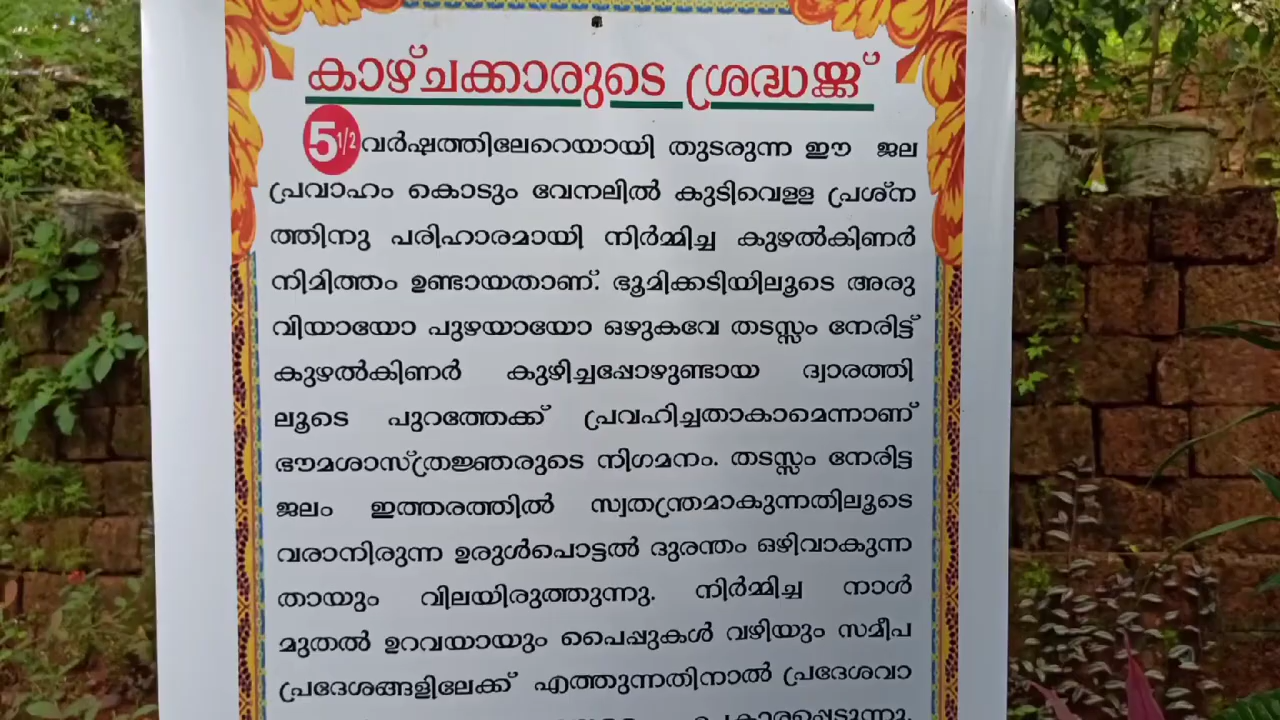 കാഴ്ചക്കാരുടെ ശ്രദ്ധയ്ക്ക്
5 1/2 വർഷത്തിലേറെയായി തുടരുന്ന ഈ ജല
പ്രവാഹം കൊടും വേനലിൽ കുടിവെള്ള പ്രശ്ന
ത്തിനു പരിഹാരമായി നിർമ്മിച്ച കുഴൽകിണർ
നിമിത്തം ഉണ്ടായതാണ്. ഭൂമിക്കടിയിലൂടെ അരു
വിയായോ പുഴയായോ ഒഴുകവേ തടസ്സം നേരിട്ട്
കുഴൽകിണർ കുഴിച്ചപ്പോഴുണ്ടായ ദ്വാരത്തി
ലൂടെ പുറത്തേക്ക് പ്രവഹിച്ചതാകാമെന്നാണ്
ഭൗമശാസ്ത്രജ്ഞരുടെ നിഗമനം. തടസ്സം നേരിട്ട
ജലം ഇത്തരത്തിൽ സ്വതന്ത്രമാകുന്നതിലൂടെ
വരാനിരുന്ന ഉരുൾപൊട്ടൽ ദുരന്തം ഒഴിവാകുന്ന
തായും വിലയിരുത്തുന്നു. നിർമ്മിച്ച നാൾ
മുതൽ ഉറവയായും പൈപ്പുകൾ വഴിയും സമീപ
പ്രദേശങ്ങളിലേക്ക് എത്തുന്നതിനാൽ പ്രദേശവാ